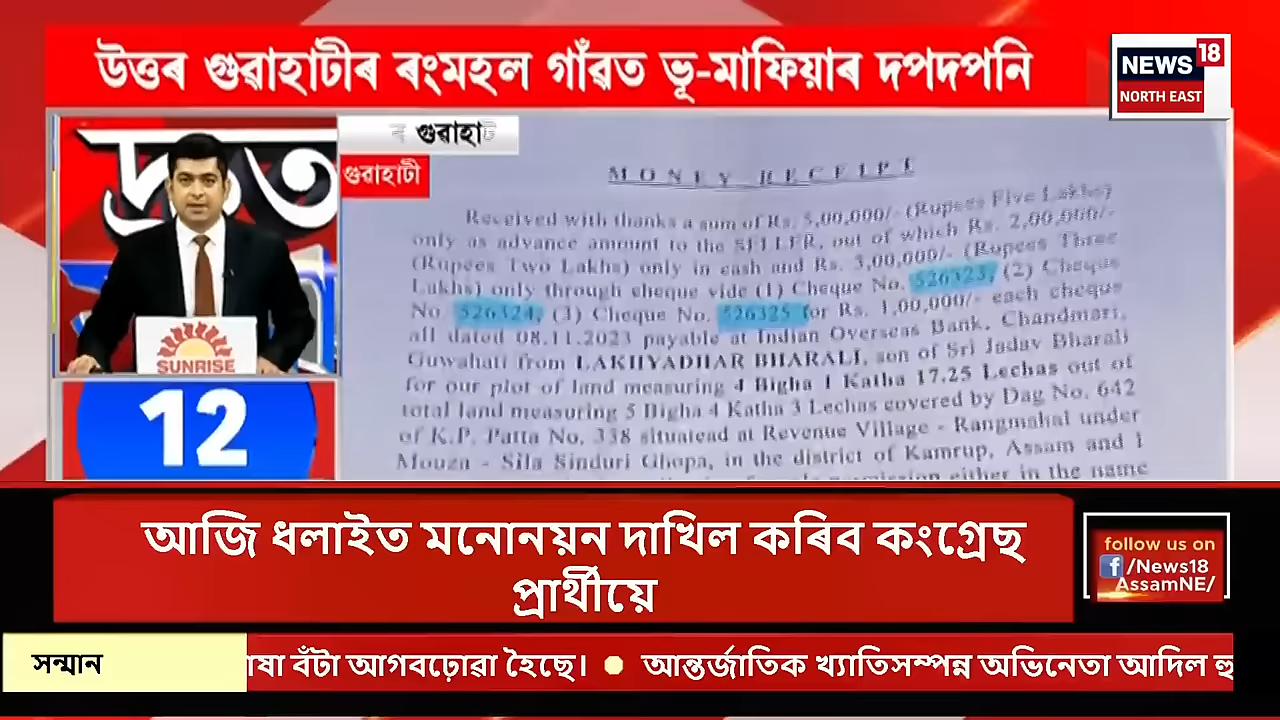 উত্তৰ গুৱাহাটীৰ ৰংমহল গাঁৱত ভূ-মাফিয়াৰ দপদপনি
NEWS 18
NORTH EAST
দ্ৰুত
ৰ গুৱাহাট
গুৱাহাটী
SUNRISE
12
MONEY RECEIPT
Received with thanks a sum of Rs. 5,00,000/- (Rupees Five Lakhs)
only as advance amount to the SELLER, out of which Rs. 2,00,000/-
(Rupees Two Lakhs) only in cash and Rs. 3,00,000/- (Rupees Three
Lakhs) only through cheque vide (1) Cheque No. 526323, (2) Cheque
No. 526324, (3) Cheque No. 526325 for Rs. 1,00,000/- each cheque
all dated 08.11.2023 payable at Indian Overseas Bank, Chandmari,
Guwahati from LAKHYADHAR BHARALI, son of Sri Jadav Bharali
for our plot of land measuring 4 Bigha 1 Katha 17.25 Lechas out of
total land measuring 5 Bigha 4 Katha 3 Lechas covered by Dag No. 642
of K.P. Patta No. 338 situatead at Revenue Village - Rangmahal under
Mouza - Sila Sinduri Ghopa, in the district of Kamrup, Assam and 1
permission either in the name
আজি ধলাইত মনোনয়ন দাখিল কৰিব কংগ্ৰেছ
প্ৰাৰ্থীয়ে
follow us on
/News18
AssamNE/
সন্মান
াষা বঁটা আগবঢ়োৱা হৈছে। ● আন্তৰ্জাতিক খ্যাতিসম্পন্ন অভিনেতা আদিল হু